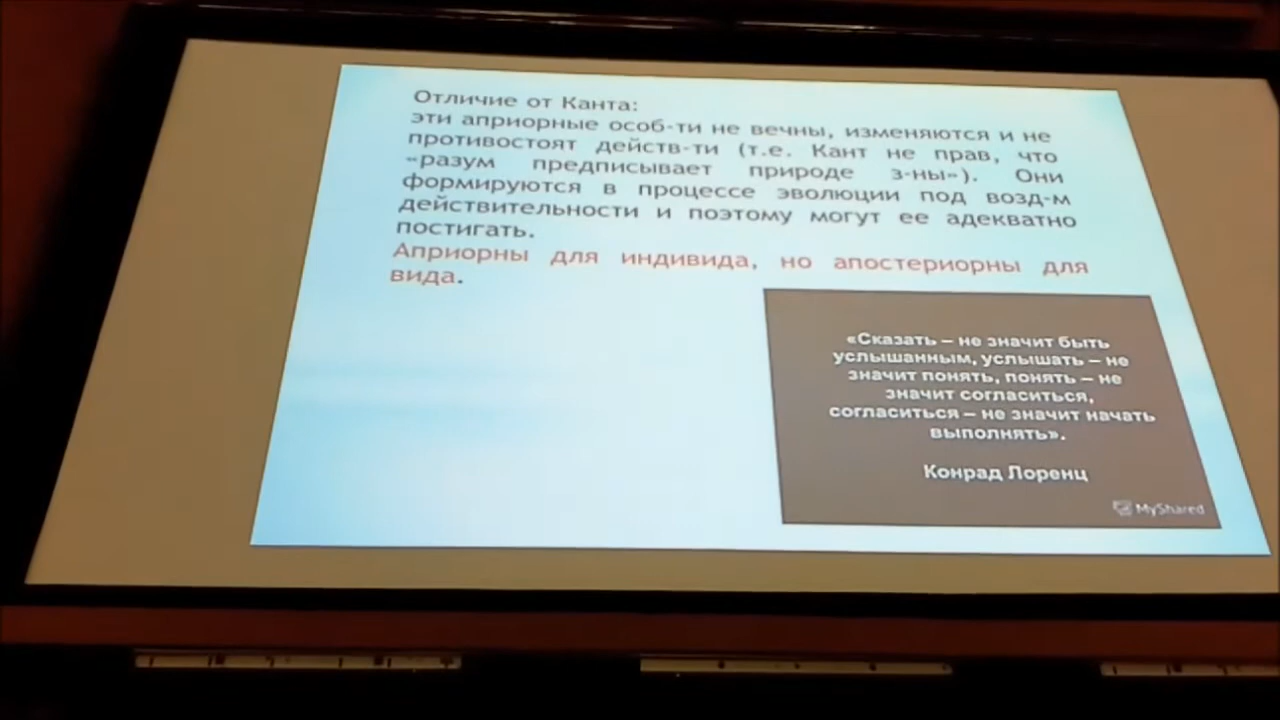 Отличие от Канта:
эти априорные особ-ти не вечны, изменяются и не
противостоят действ-ти (т.е. Кант не прав, что
«разум предписывает природе з-ны»). Они
формируются в процессе эволюции под возд-м
действительности и поэтому могут ее адекватно
постигать.
Априорны для индивида, но апостериорны для
вида.
«Сказать – не значит быть
услышанным, услышать – не
значит понять, понять – не
значит согласиться,
согласиться – не значит начать
выполнять».
Конрад Лоренц
MyShared